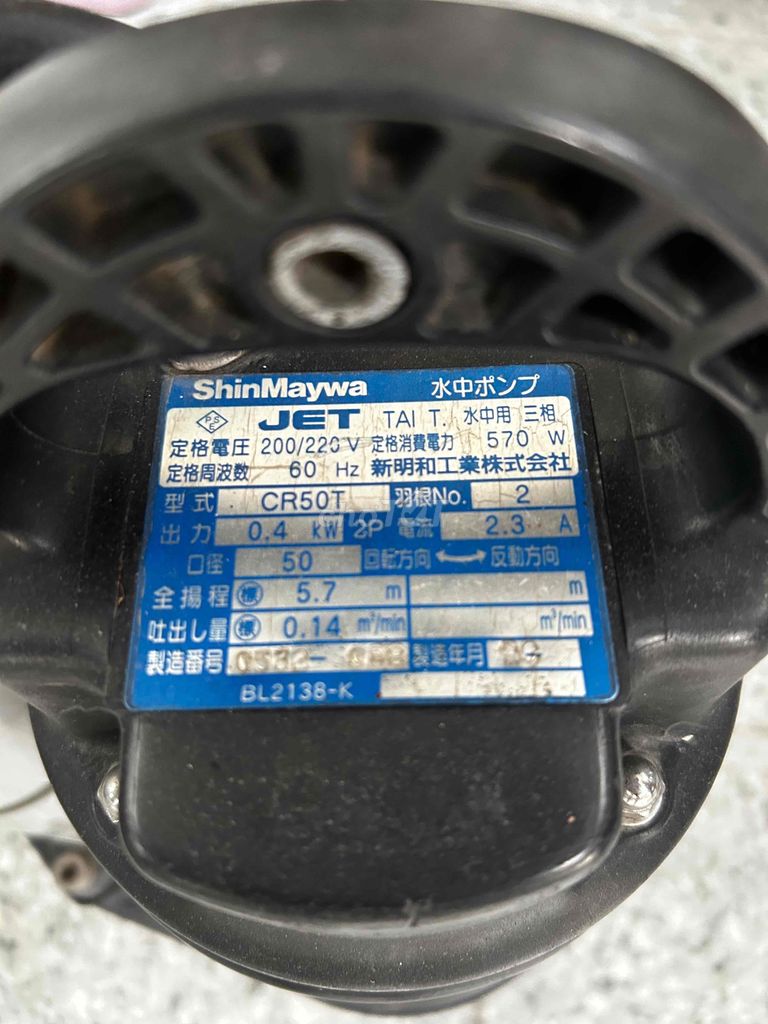 ShinMaywa 水中ポンプ
PSE JET TAI T. 水中用 三相
定格電圧 200/220 V 定格消費電力 570 W
定格周波数 60 Hz 新明和工業株式会社
型式 CR50T 羽根No. 2
出力 0.4 kW 2P 電流 2.3 A
口径 50 回転方向 反動方向
全揚程 標 5.7 m m
吐出し量 標 0.14 m³/min m³/min
製造番号 製造年月
BL2138-K